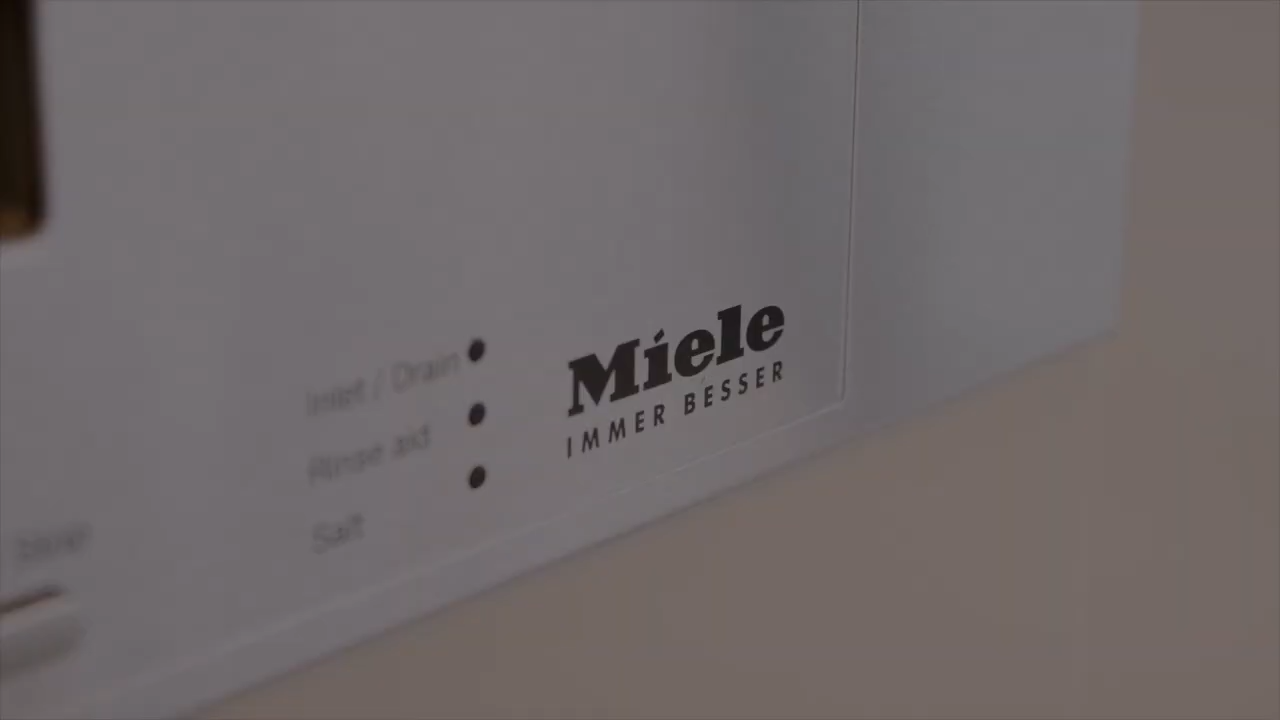 Miele
IMMER BESSER
Inlet / Drain
Rinse aid
Salt